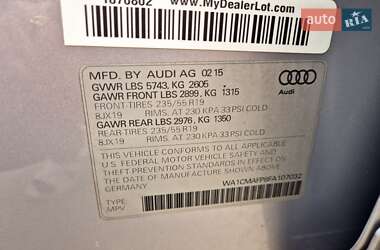 1870802 www.MyDealerLot.com
AUTO.RIA
MFD. BY AUDI AG 02 15
GVWR LBS 5743, KG 2605
GAWR FRONT LBS 2899, KG 1315
FRONT-TIRES 235/55 R19
8JX19 RIMS. AT 230 KPA 33 PSI COLD
GAWR REAR LBS 2976, KG 1350
REAR-TIRES 235/55 R19
8JX19 RIMS. AT 230 KPA 33 PSI COLD
Audi
THIS VEHICLE CONFORMS TO ALL APPLICABLE
U.S. FEDERAL MOTOR VEHICLE SAFETY AND
THEFT PREVENTION STANDARDS IN EFFECT ON
THE DATE OF MANUFACTURE SHOWN ABOVE.
TYPE:
MPV
WA1CMAFP8FA107032